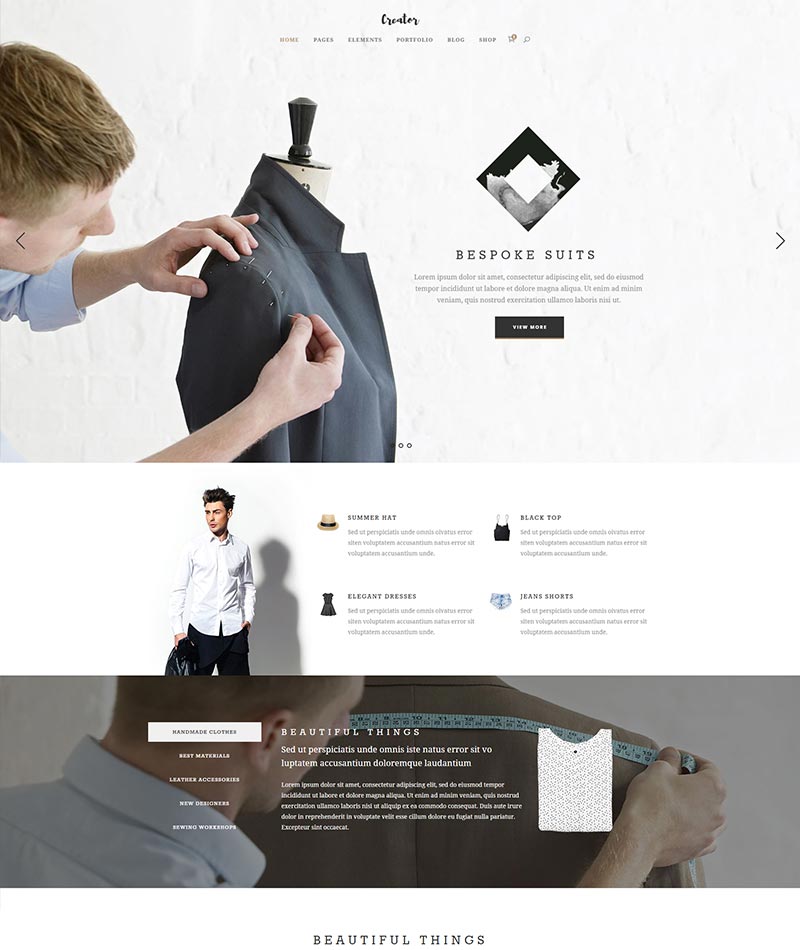 Creator
HOME PAGES ELEMENTS PORTFOLIO BLOG SHOP
BESPOKE SUITS
Lorem ipsum dolor sit amet, consectetur adipiscing elit, sed do eiusmod
tempor incididunt ut labore et dolore magna aliqua. Ut enim ad minim
veniam, quis nostrud exercitation ullamco laboris nisi ut.
VIEW MORE
SUMMER HAT
Sed ut perspiciatis unde omnis oivatus error
siten voluptatem accusantium natus error sit
voluptatem accusantium unde.
BLACK TOP
Sed ut perspiciatis unde omnis oivatus error
siten voluptatem accusantium natus error sit
voluptatem accusantium unde.
ELEGANT DRESSES
Sed ut perspiciatis unde omnis oivatus error
siten voluptatem accusantium natus error sit
voluptatem accusantium unde.
JEANS SHORTS
Sed ut perspiciatis unde omnis oivatus error
siten voluptatem accusantium natus error sit
voluptatem accusantium unde.
HANDMADE CLOTHES
BEST MATERIALS
LEATHER ACCESSORIES
NEW DESIGNERS
SEWING WORKSHOPS
BEAUTIFUL THINGS
Sed ut perspiciatis unde omnis iste natus error sit vo
luptatem accusantium doloremque laudantium
Lorem ipsum dolor sit amet, consectetur adipiscing elit, sed do eiusmod tempor
incididunt ut labore et dolore magna aliqua. Ut enim ad minim veniam, quis nostrud
exercitation ullamco laboris nisi ut aliquip ex ea commodo consequat. Duis aute irure
dolor in reprehenderit in voluptate velit esse cillum dolore eu fugiat nulla pariatur.
Excepteur sint occaecat.
BEAUTIFUL THINGS